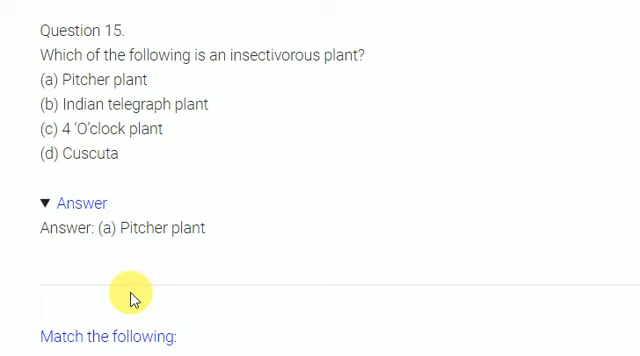 Question 15.
Which of the following is an insectivorous plant?
(a) Pitcher plant
(b) Indian telegraph plant
(c) 4 ‘O’clock plant
(d) Cuscuta
▼ Answer
Answer: (a) Pitcher plant
Match the following: